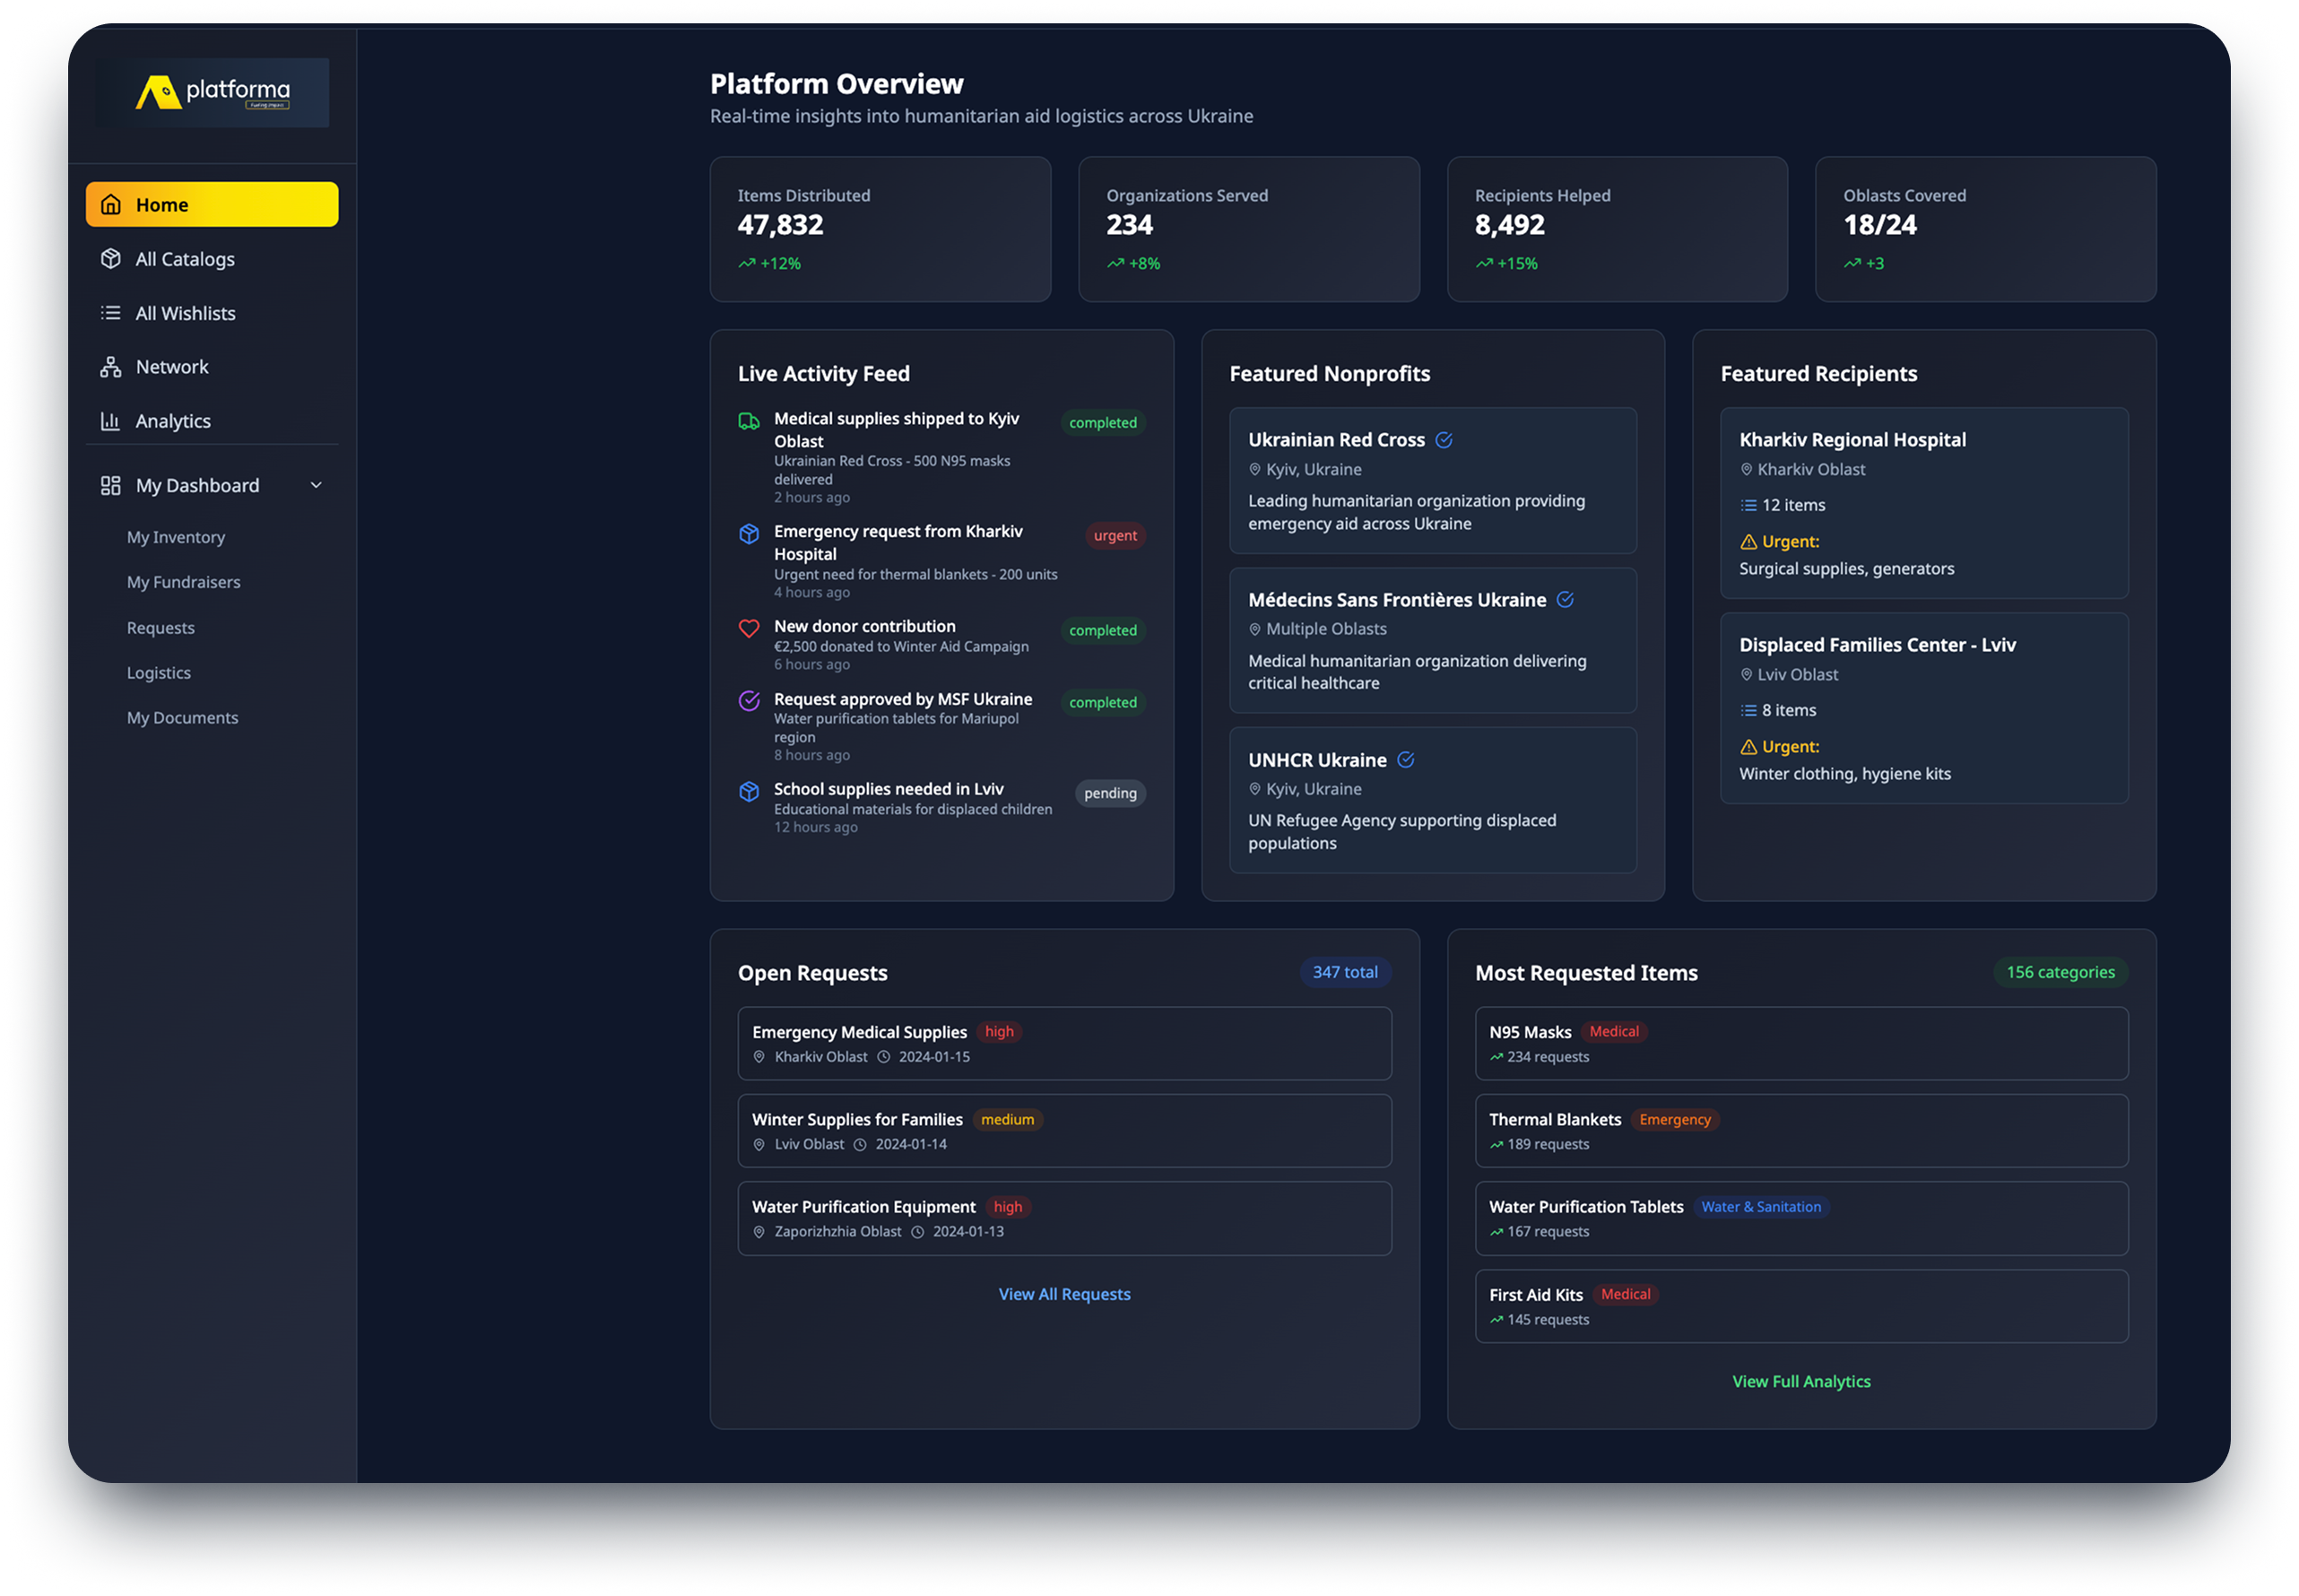 platforma
Fueling Impact
Home
All Catalogs
All Wishlists
Network
Analytics
My Dashboard
My Inventory
My Fundraisers
Requests
Logistics
My Documents
Platform Overview
Real-time insights into humanitarian aid logistics across Ukraine
Items Distributed
47,832
+12%
Organizations Served
234
+8%
Recipients Helped
8,492
+15%
Oblasts Covered
18/24
+3
Live Activity Feed
Medical supplies shipped to Kyiv
Oblast
completed
Ukrainian Red Cross - 500 N95 masks
delivered
2 hours ago
Emergency request from Kharkiv
Hospital
urgent
Urgent need for thermal blankets - 200 units
4 hours ago
New donor contribution
completed
€2,500 donated to Winter Aid Campaign
6 hours ago
Request approved by MSF Ukraine
completed
Water purification tablets for Mariupol
region
8 hours ago
School supplies needed in Lviv
pending
Educational materials for displaced children
12 hours ago
Featured Nonprofits
Ukrainian Red Cross
Kyiv, Ukraine
Leading humanitarian organization providing
emergency aid across Ukraine
Médecins Sans Frontières Ukraine
Multiple Oblasts
Medical humanitarian organization delivering
critical healthcare
UNHCR Ukraine
Kyiv, Ukraine
UN Refugee Agency supporting displaced
populations
Featured Recipients
Kharkiv Regional Hospital
Kharkiv Oblast
12 items
Urgent:
Surgical supplies, generators
Displaced Families Center - Lviv
Lviv Oblast
8 items
Urgent:
Winter clothing, hygiene kits
Open Requests
347 total
Emergency Medical Supplies high
Kharkiv Oblast 2024-01-15
Winter Supplies for Families medium
Lviv Oblast 2024-01-14
Water Purification Equipment high
Zaporizhzhia Oblast 2024-01-13
View All Requests
Most Requested Items
156 categories
N95 Masks Medical
234 requests
Thermal Blankets Emergency
189 requests
Water Purification Tablets Water & Sanitation
167 requests
First Aid Kits Medical
145 requests
View Full Analytics